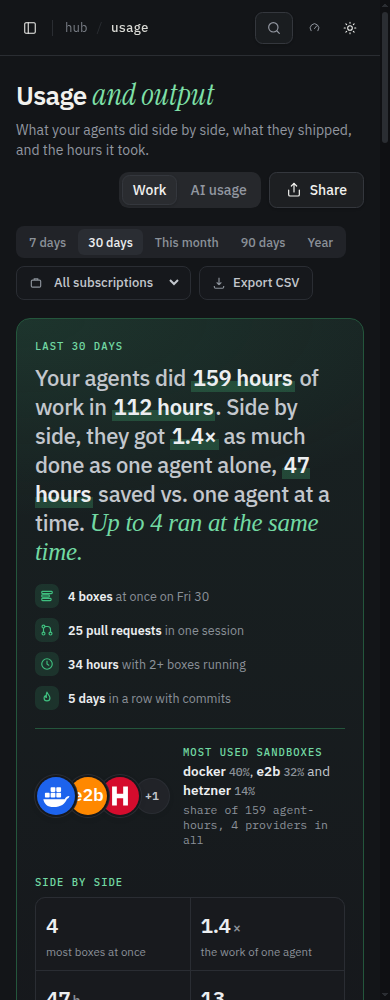 hub / usage
Usage and output
What your agents did side by side, what they shipped,
and the hours it took.
Work AI usage Share
7 days 30 days This month 90 days Year
All subscriptions Export CSV
LAST 30 DAYS
Your agents did 159 hours of
work in 112 hours. Side by
side, they got 1.4× as much
done as one agent alone, 47
hours saved vs. one agent at a
time. Up to 4 ran at the same
time.
4 boxes at once on Fri 30
25 pull requests in one session
34 hours with 2+ boxes running
5 days in a row with commits
e2b H +1
MOST USED SANDBOXES
docker 40%, e2b 32% and
hetzner 14%
share of 159 agent-
hours, 4 providers in
all
SIDE BY SIDE
4 1.4×
most boxes at once the work of one agent
47h 13